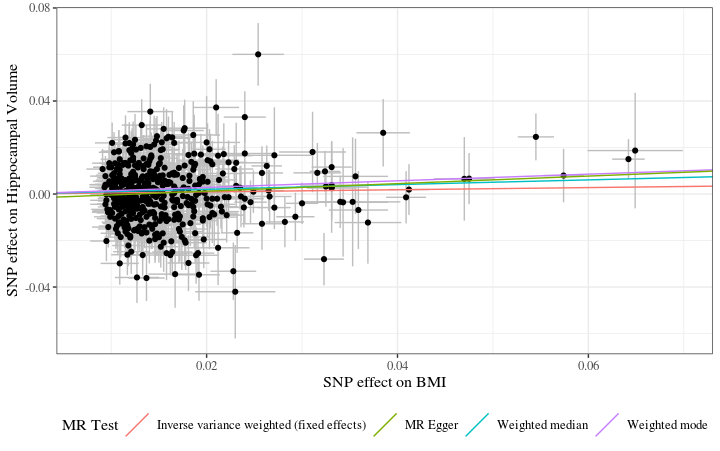 0.08
0.04
0.00
-0.04
SNP effect on Hippocampal Volume
0.02
0.04
0.06
SNP effect on BMI
MR Test
Inverse variance weighted (fixed effects)
MR Egger
Weighted median
Weighted mode